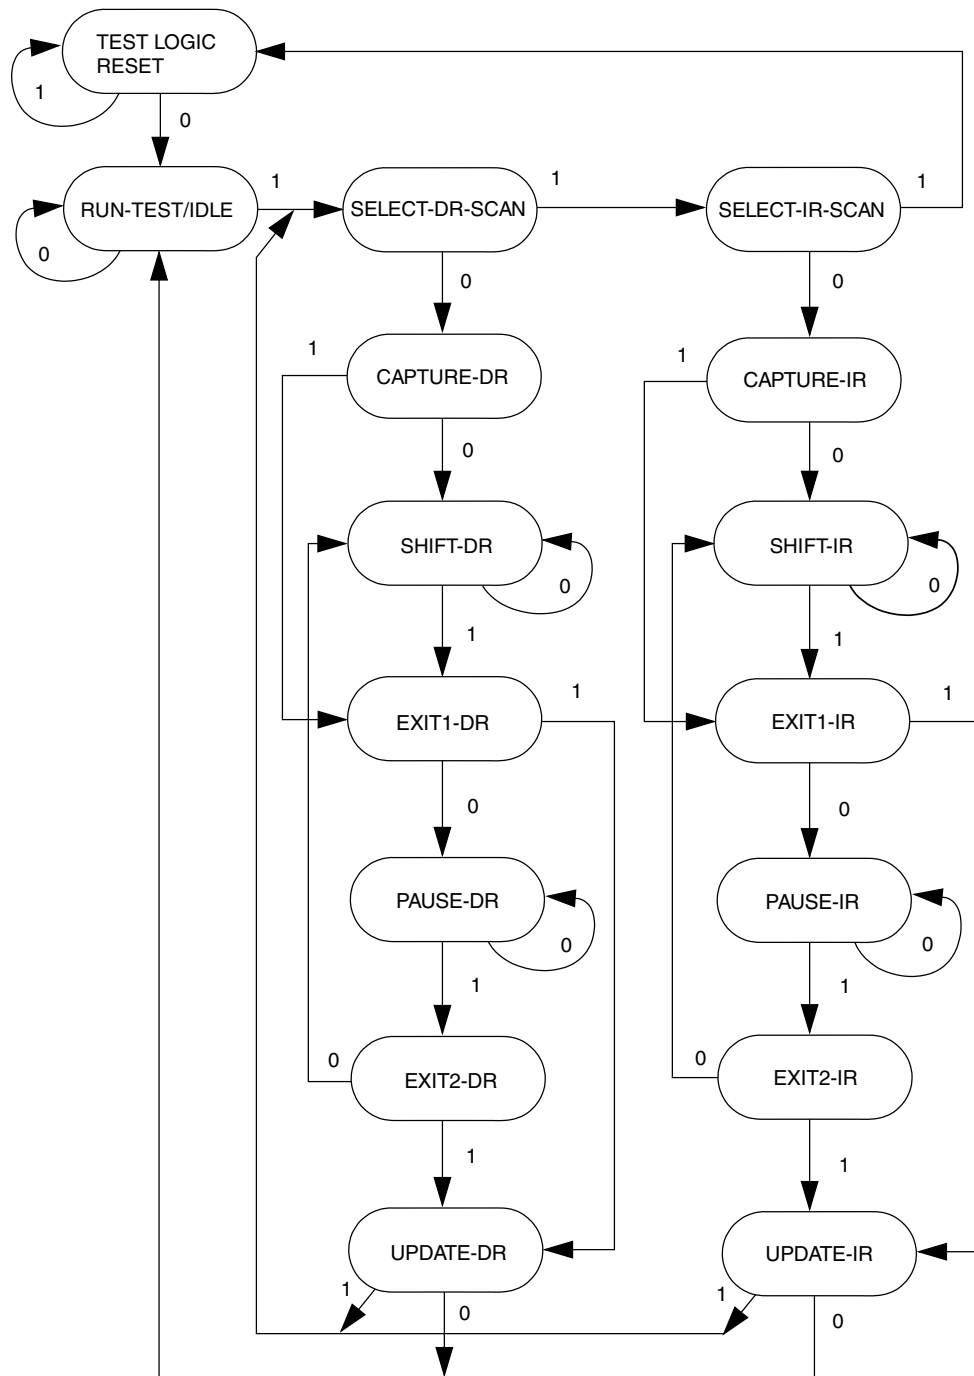 TEST LOGIC
RESET
1
0
RUN-TEST/IDLE
1
0
SELECT-DR-SCAN
1
SELECT-IR-SCAN
1
0
0
1
CAPTURE-DR
1
CAPTURE-IR
0
0
SHIFT-DR
0
SHIFT-IR
0
1
1
EXIT1-DR
1
EXIT1-IR
1
0
0
PAUSE-DR
0
PAUSE-IR
0
1
1
0
EXIT2-DR
0
EXIT2-IR
1
1
UPDATE-DR
UPDATE-IR
1
0
1
0